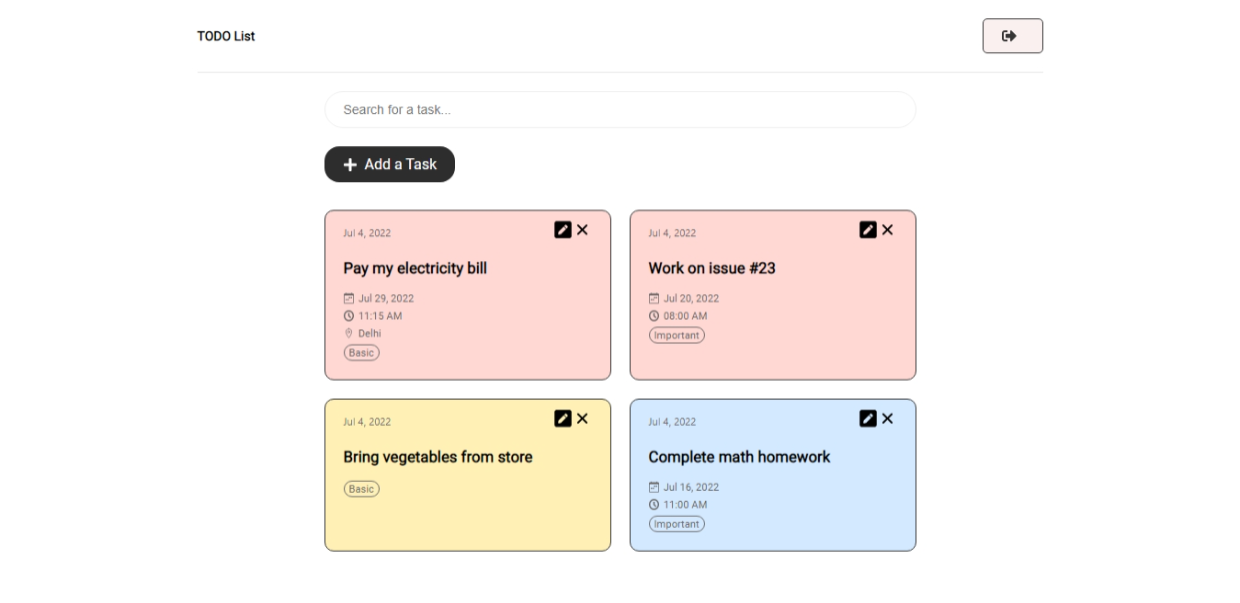 TODO List
Search for a task...
Add a Task
Jul 4, 2022
Pay my electricity bill
Jul 29, 2022
11:15 AM
Delhi
Basic
Jul 4, 2022
Work on issue #23
Jul 20, 2022
08:00 AM
Important
Jul 4, 2022
Bring vegetables from store
Basic
Jul 4, 2022
Complete math homework
Jul 16, 2022
11:00 AM
Important